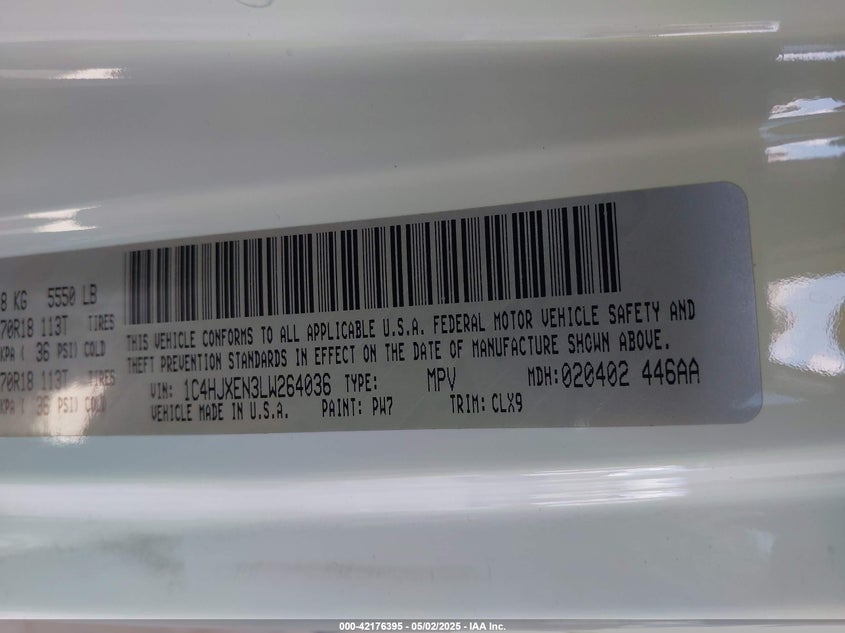 8 KG 5550 LB
70R18 113T TIRES
KPA ( 36 PSI) COLD
70R18 113T TIRES
KPA ( 36 PSI) COLD
THIS VEHICLE CONFORMS TO ALL APPLICABLE U.S.A. FEDERAL MOTOR VEHICLE SAFETY AND
THEFT PREVENTION STANDARDS IN EFFECT ON THE DATE OF MANUFACTURE SHOWN ABOVE.
VIN: 1C4HJXEN3LW264036 TYPE: MPV MDH:020402 446AA
VEHICLE MADE IN U.S.A. PAINT: PW7 TRIM: CLX9
000-42176395 - 05/02/2025 - IAA Inc.